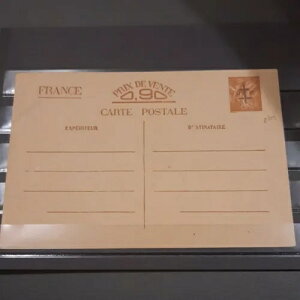 FRANCE
PRIX DE VENTE
0,90
CARTE POSTALE
EXPÉDITEUR
DESTINATAIRE